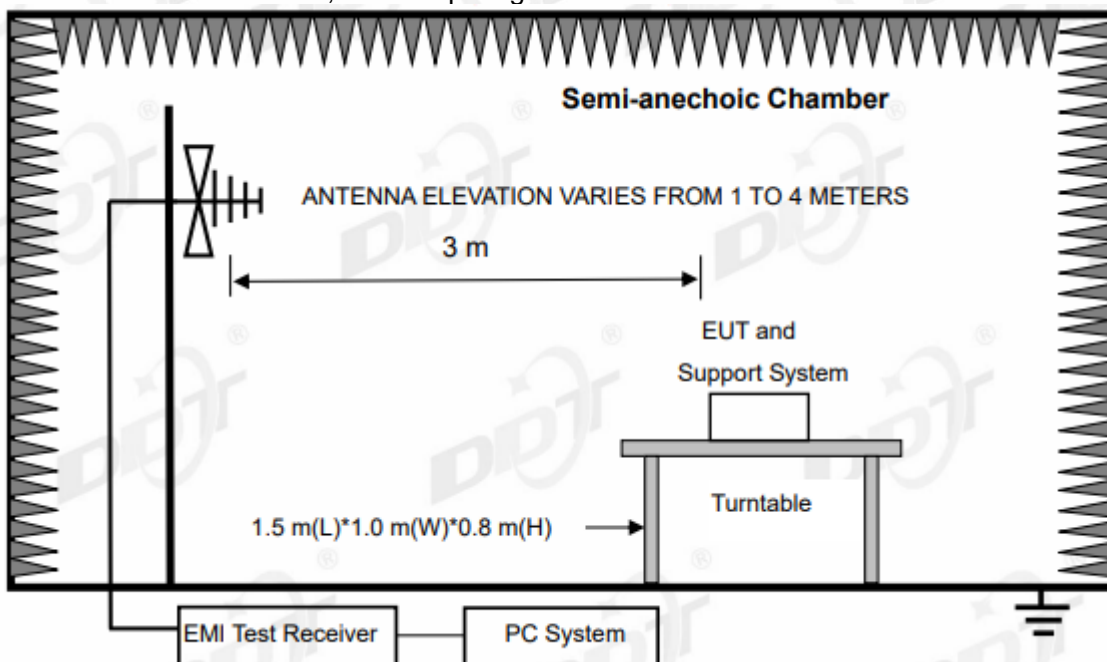 Semi-anechoic Chamber
ANTENNA ELEVATION VARIES FROM 1 TO 4 METERS
3 m
EUT and
Support System
Turntable
1.5 m(L)*1.0 m(W)*0.8 m(H)
EMI Test Receiver
PC System
DDT
®